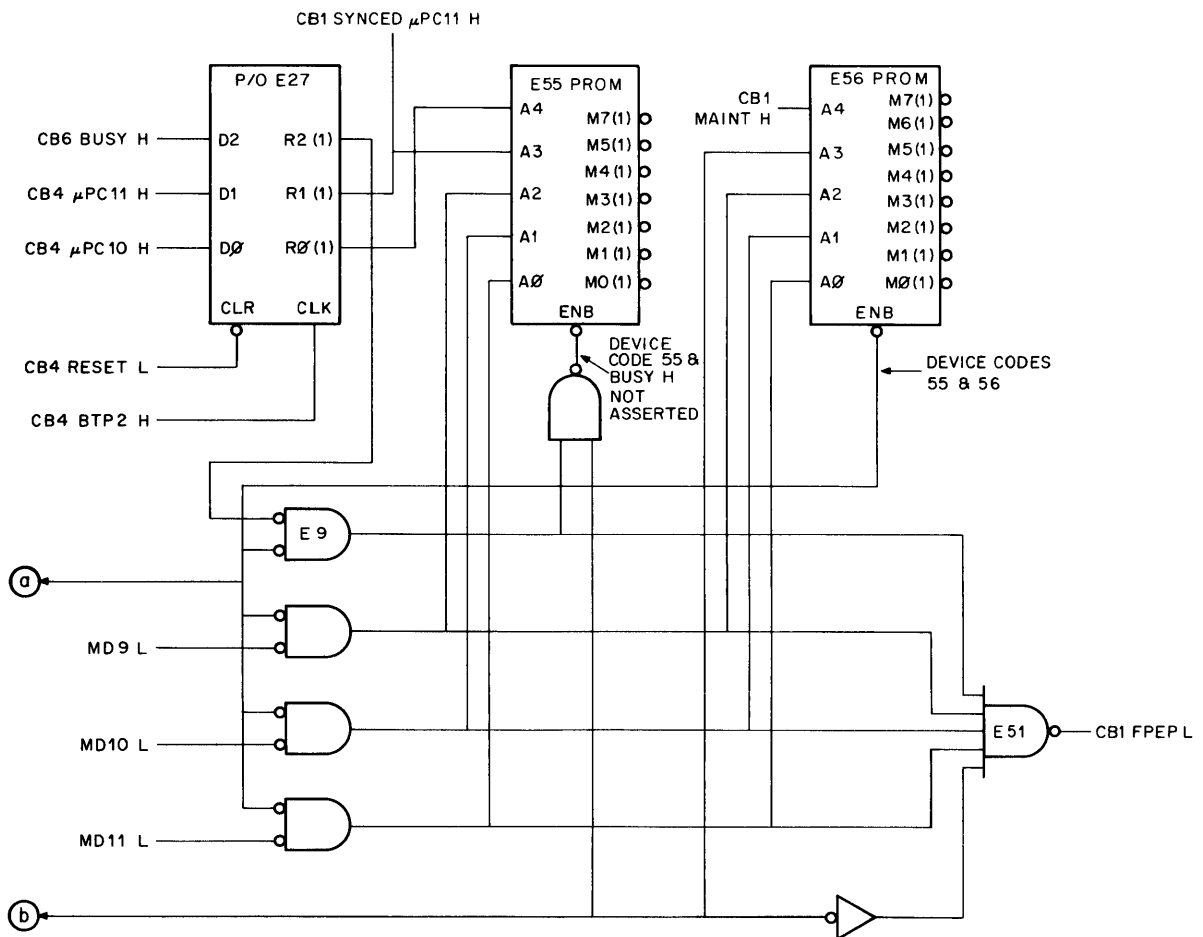 CB1 SYNCED μPC11 H
P/O E27
CB6 BUSY H
D2
R2 (1)
CB4 μPC11 H
D1
R1 (1)
CB4 μPC10 H
DØ
RØ (1)
CLR
CLK
CB4 RESET L
CB4 BTP2 H
E55 PROM
A4
A3
A2
A1
AØ
M7(1)
M5(1)
M4(1)
M3(1)
M2(1)
M1(1)
MO(1)
ENB
DEVICE
CODE 55 &
BUSY H
NOT
ASSERTED
E56 PROM
CB1
MAINT H
A4
A3
A2
A1
AØ
M7(1)
M6(1)
M5(1)
M4(1)
M3(1)
M2(1)
M1(1)
MØ(1)
ENB
DEVICE CODES
55 & 56
E9
a
MD9 L
MD10 L
MD11 L
E51
CB1 FPEP L
b